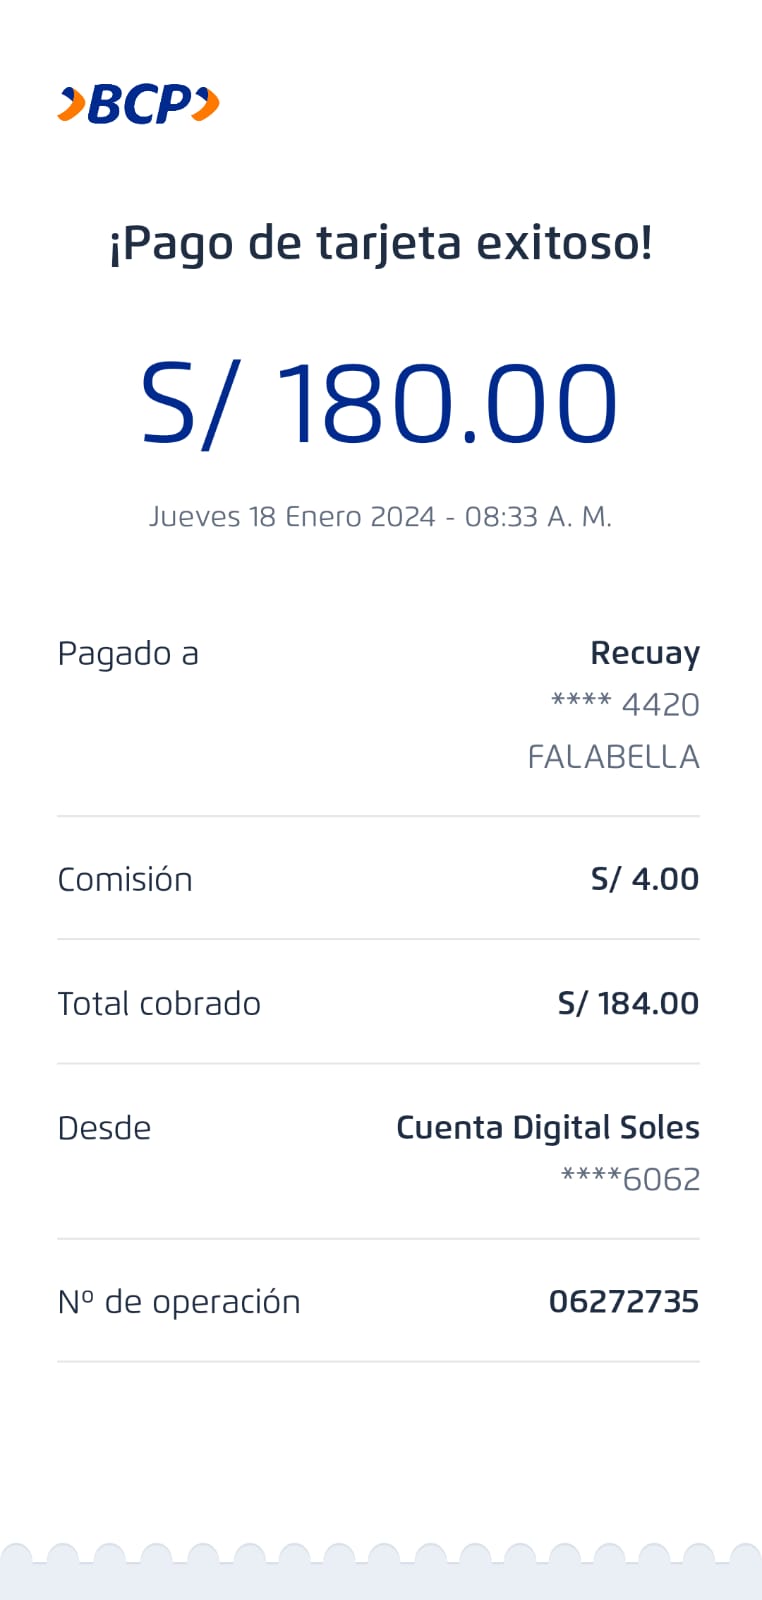 BCP
¡Pago de tarjeta exitoso!
S/ 180.00
Jueves 18 Enero 2024 - 08:33 A. M.
Pagado a Recuay
**** 4420
FALABELLA
Comisión S/ 4.00
Total cobrado S/ 184.00
Desde Cuenta Digital Soles
****6062
Nº de operación 06272735